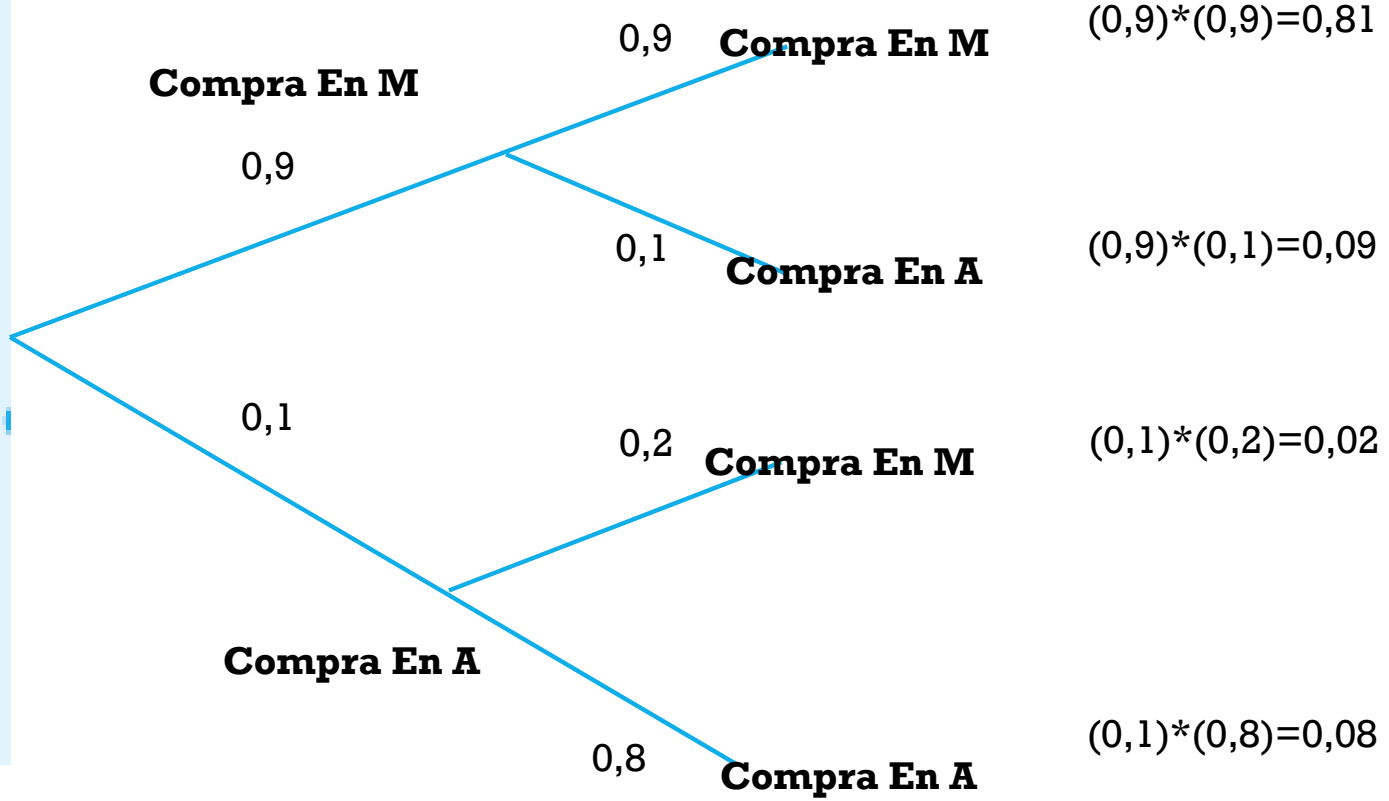 (0,9)*(0,9)=0,81
0,9
Compra En M
Compra En M
0,9
0,1
Compra En A
(0,9)*(0,1)=0,09
0,1
0,2
Compra En M
(0,1)*(0,2)=0,02
Compra En A
0,8
Compra En A
(0,1)*(0,8)=0,08